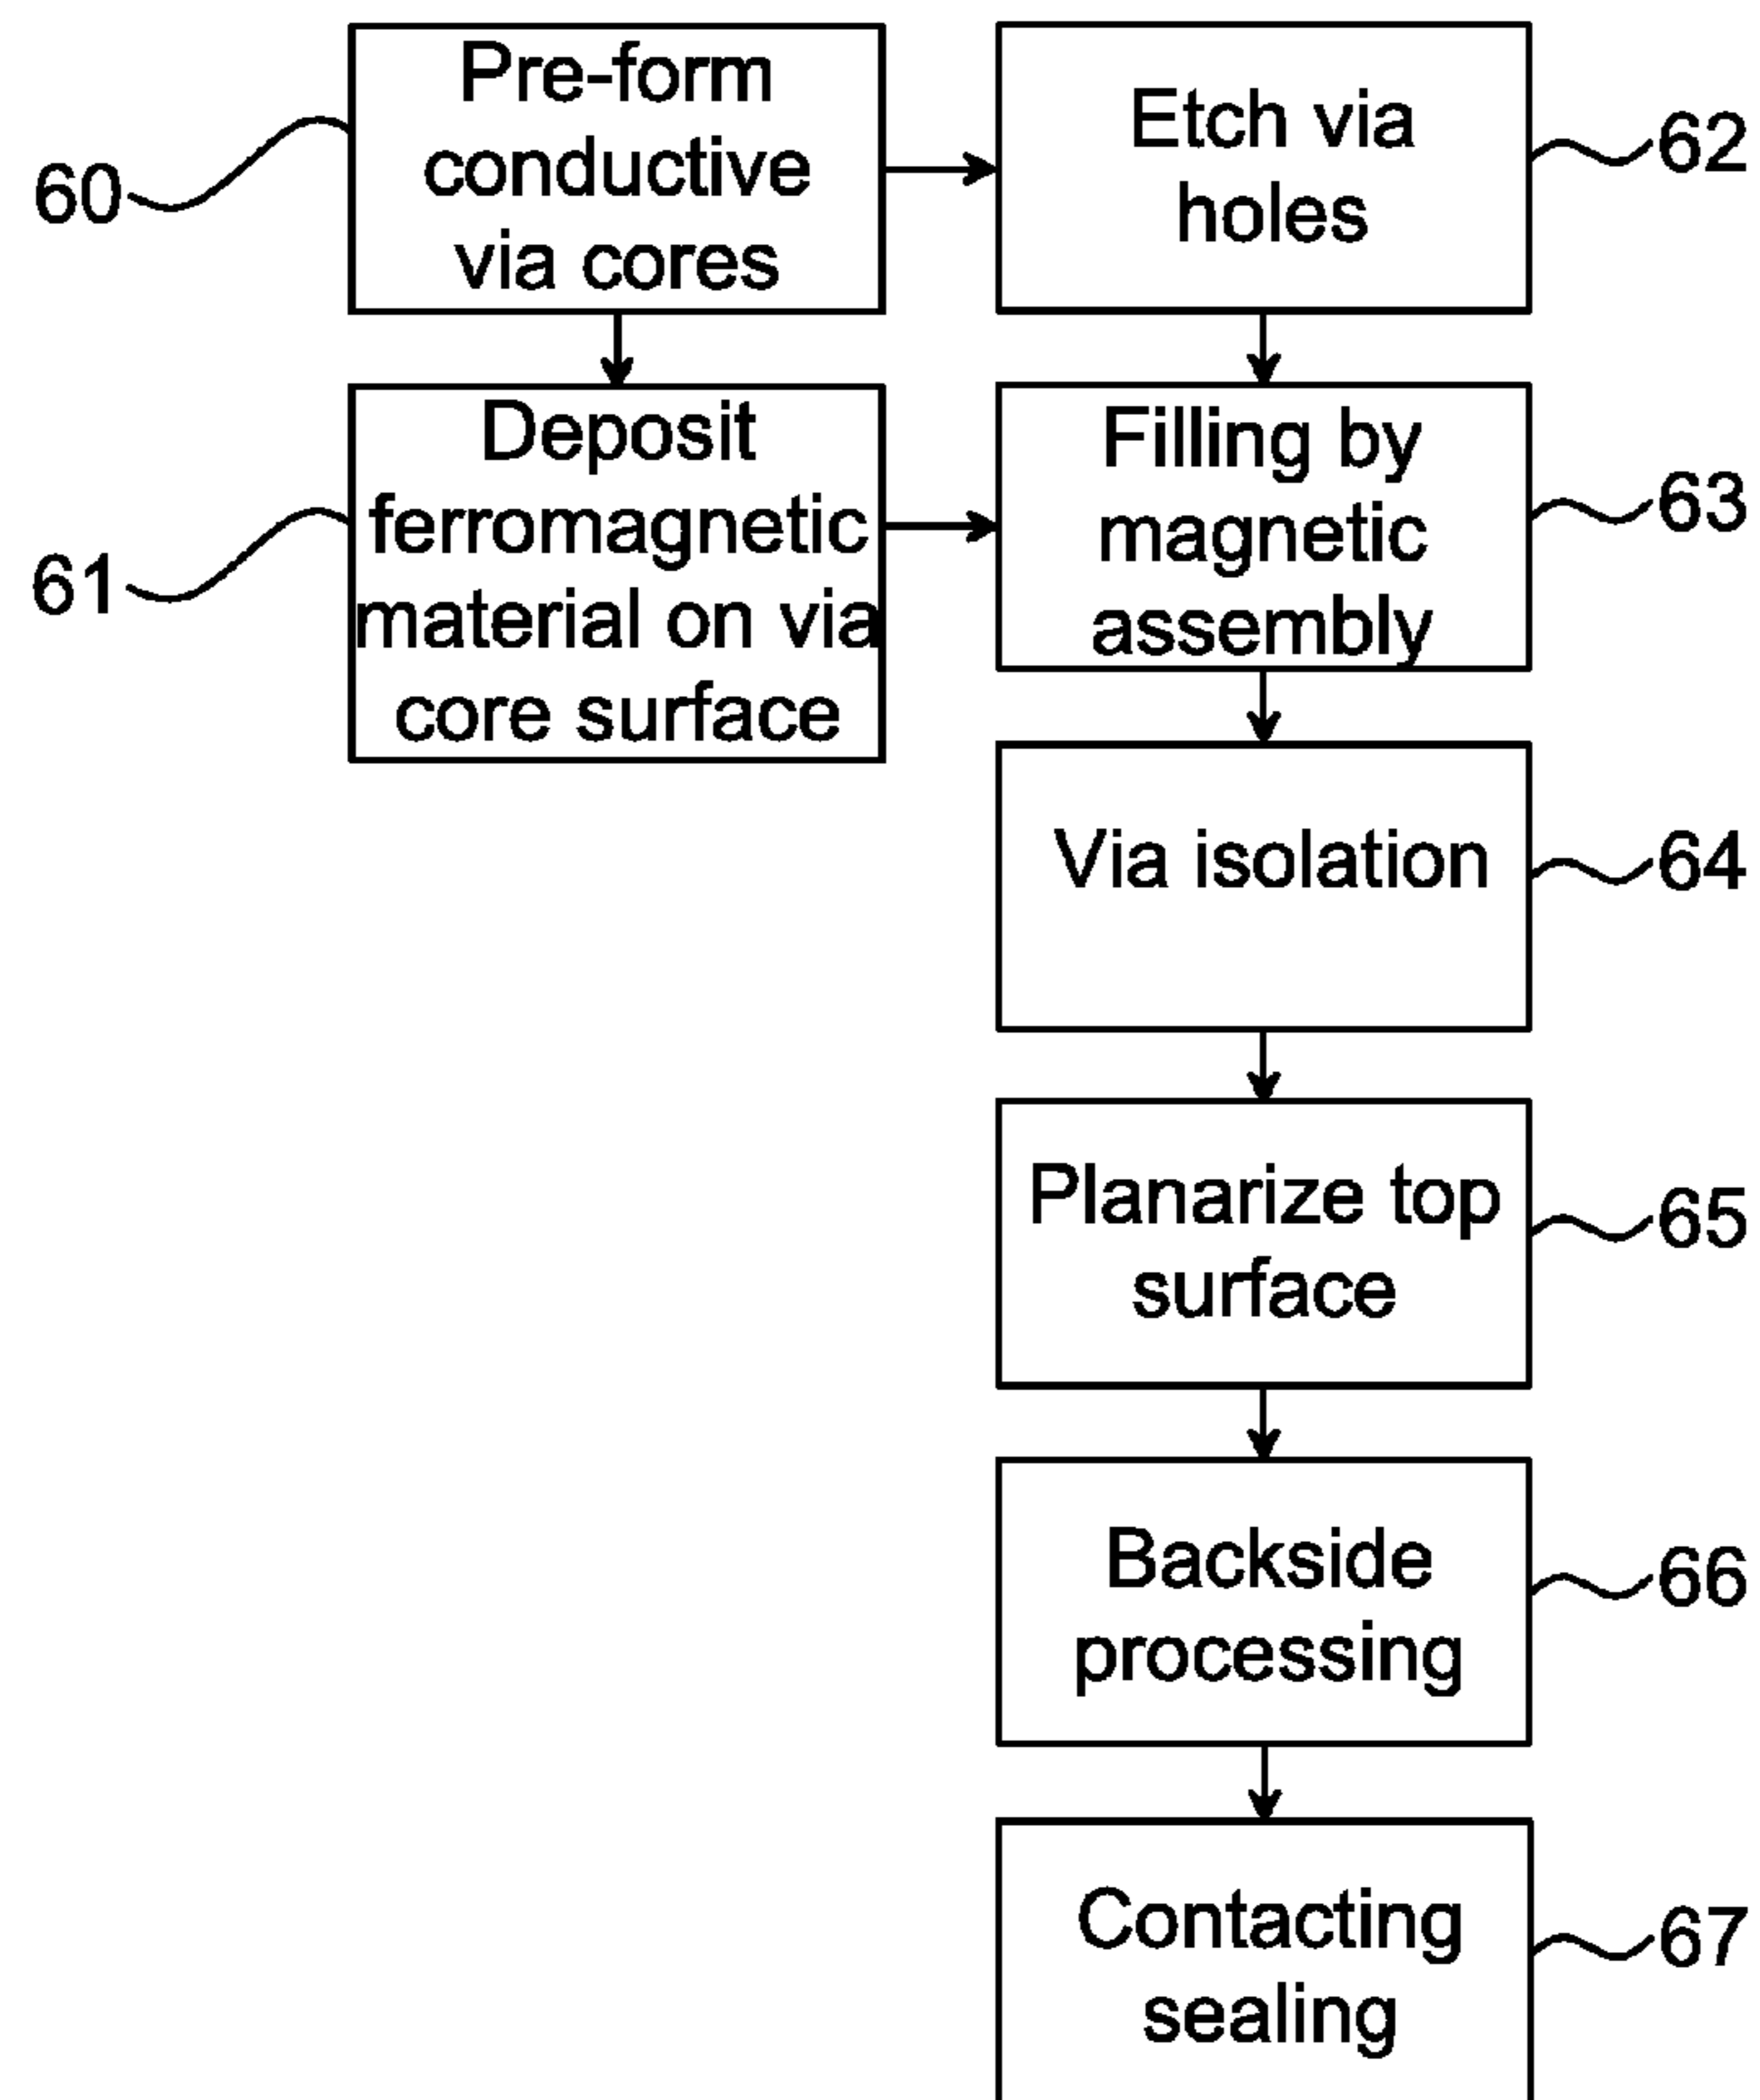 60
Pre-form
conductive
via cores
Etch via
holes
62
61
Deposit
ferromagnetic
material on via
core surface
Filling by
magnetic
assembly
63
Via isolation
64
Planarize top
surface
65
Backside
processing
66
Contacting
sealing
67